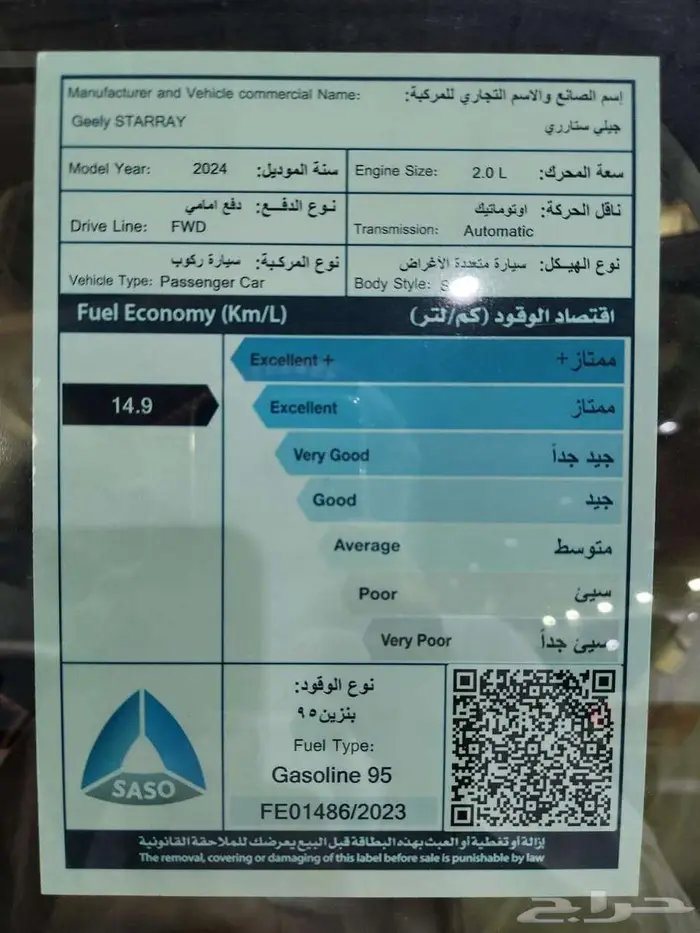 Manufacturer and Vehicle commercial Name: إسم الصانع والاسم التجاري للمركبة:
Geely STARRAY جيلي ستارري
Model Year: 2024 سنة الموديل:
Engine Size: 2.0 L سعة المحرك:
نوع الدفع: دفع امامي
Drive Line: FWD
ناقل الحركة: اوتوماتيك
Transmission: Automatic
نوع المركبة: سيارة ركوب
Vehicle Type: Passenger Car
نوع الهيكل: سيارة متعددة الأغراض
Body Style:
Fuel Economy (Km/L) اقتصاد الوقود (كم/لتر)
Excellent + ممتاز+
14.9
Excellent ممتاز
Very Good جيد جداً
Good جيد
Average متوسط
Poor سيئ
Very Poor سيئ جداً
SASO
نوع الوقود:
بنزين ٩٥
Fuel Type:
Gasoline 95
FE01486/2023
إزالة أو تغطية أو العبث بهذه البطاقة قبل البيع يعرضك للملاحقة القانونية
The removal, covering or damaging of this label before sale is punishable by law
حراج